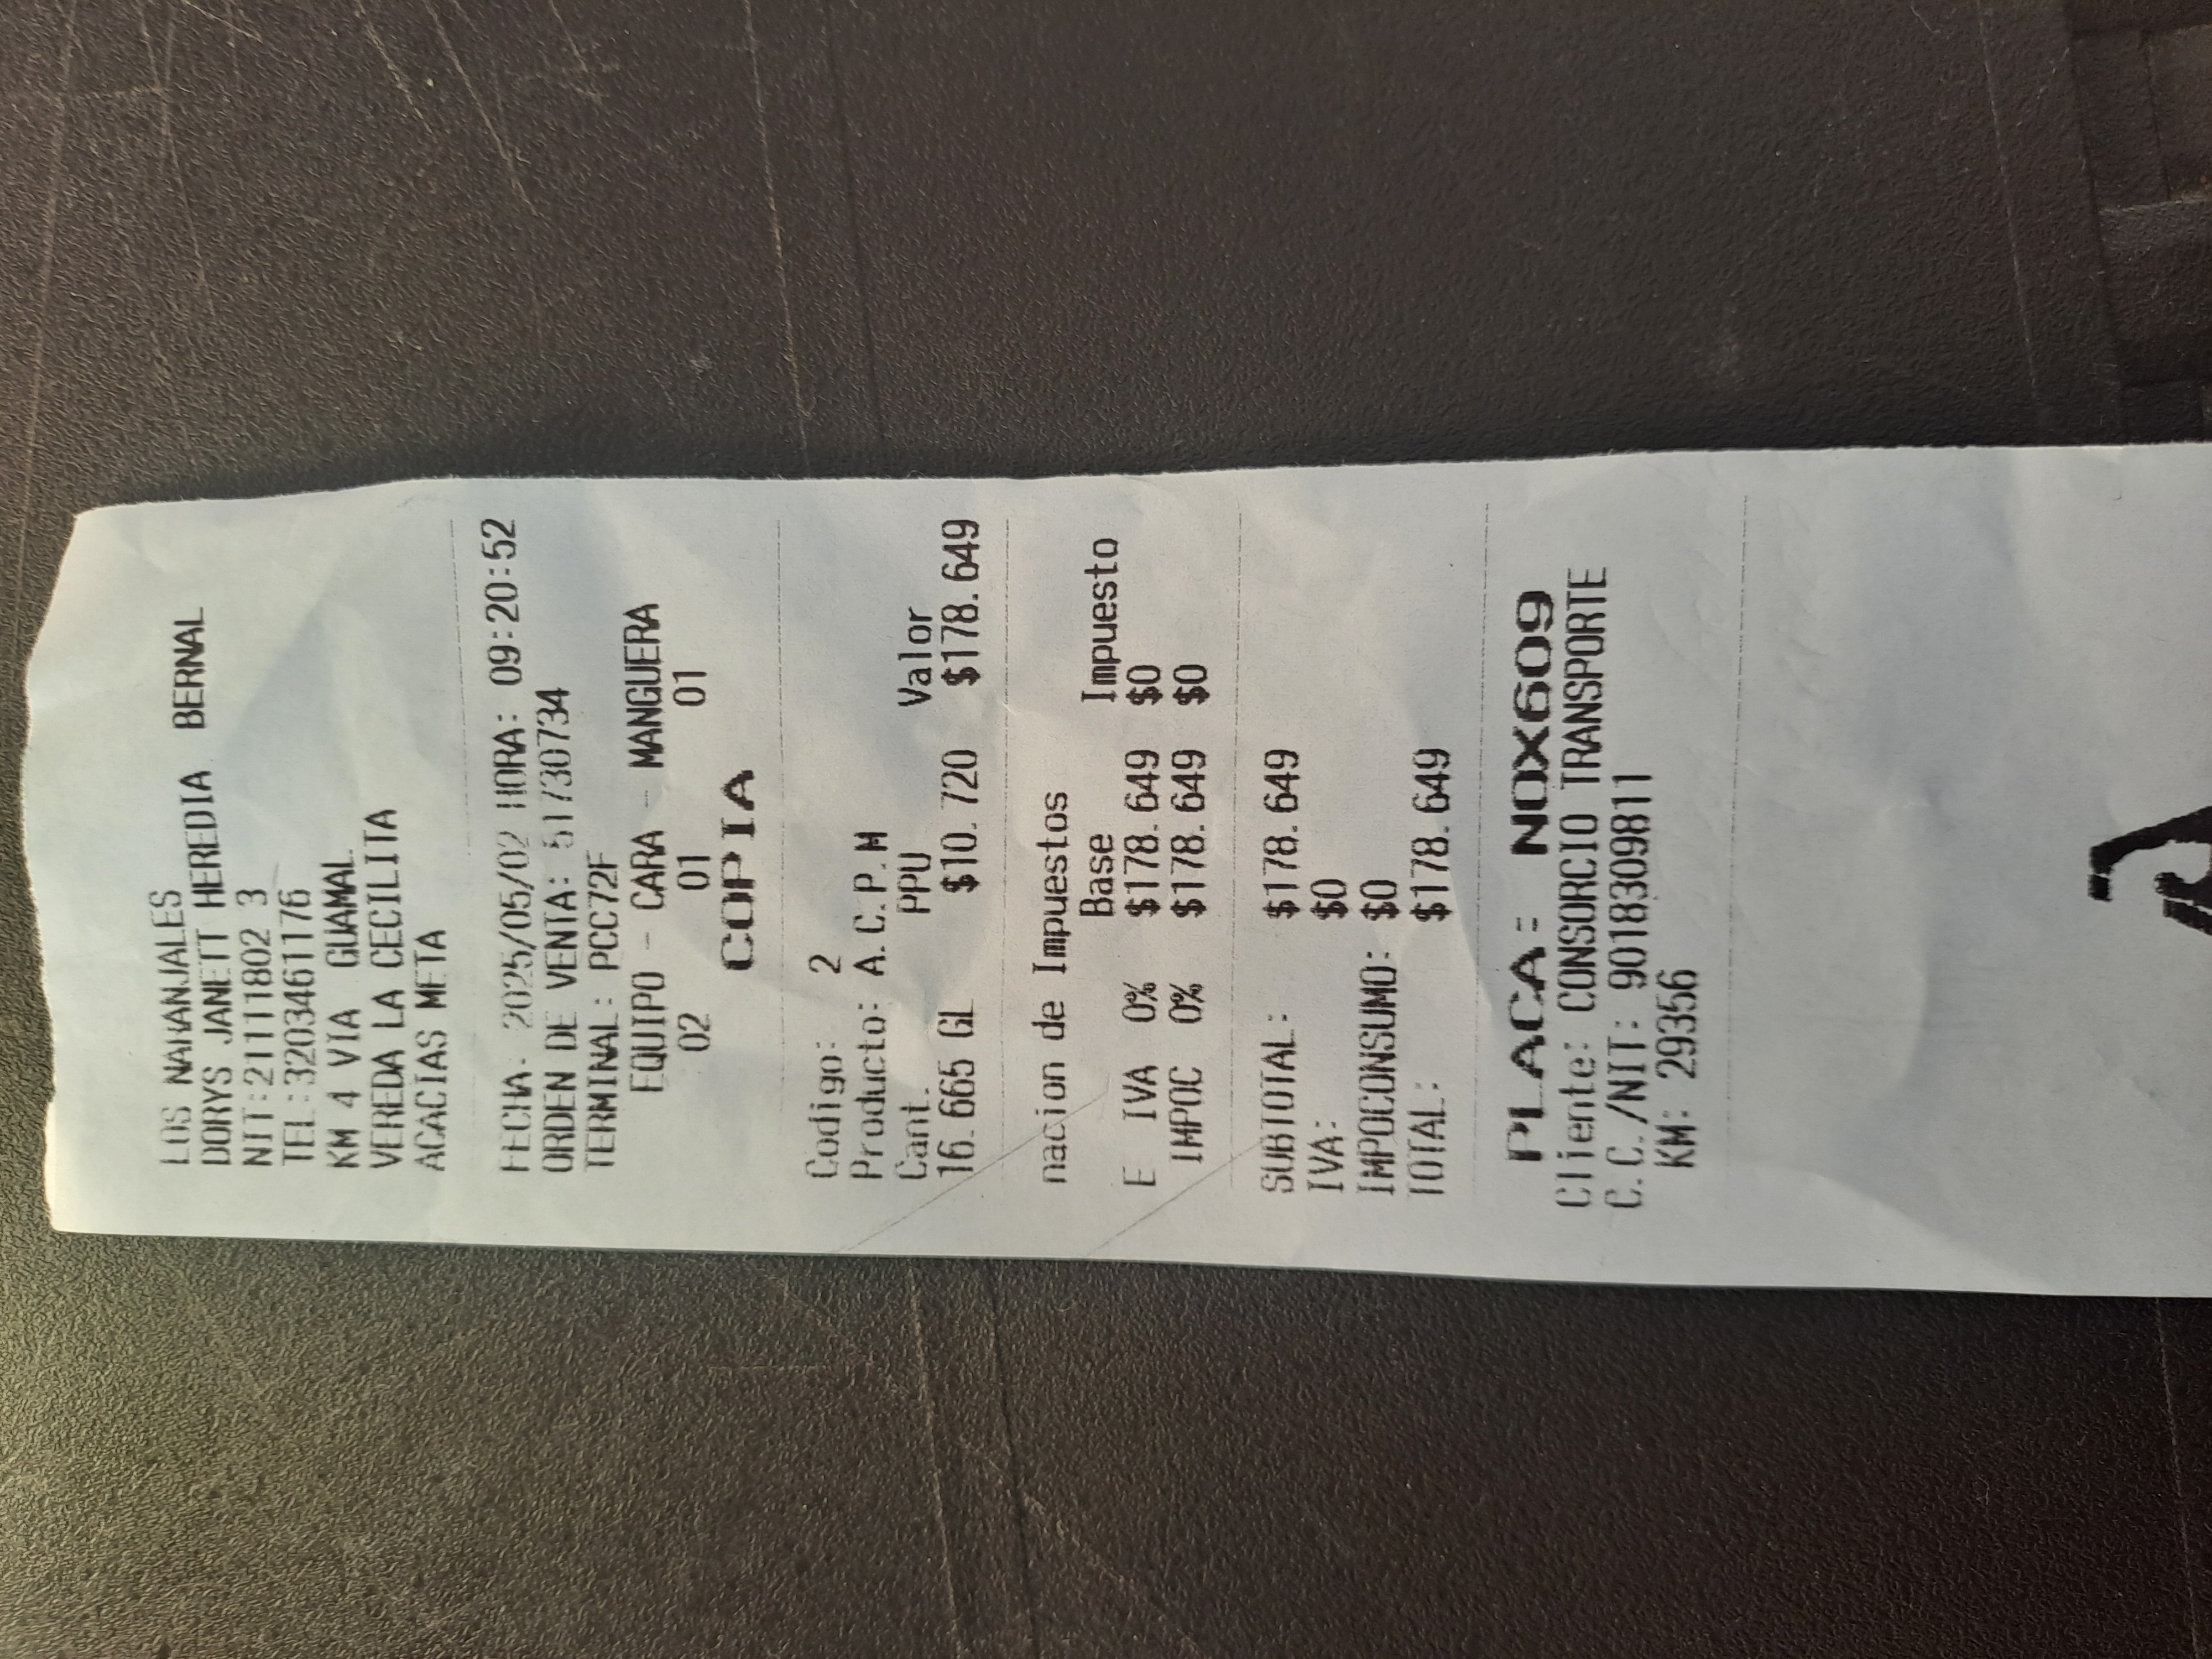 LOS NARANJALES
DORYS JANETT HEREDIA BERNAL
NIT:21111802 3
TEL:3203461176
KM 4 VIA GUAMAL
VEREDA LA CECILITA
ACACIAS META
FECHA: 2025/05/02 HORA: 09:20:52
ORDEN DE VENTA: 51730734
TERMINAL: PCC72F
EQUIPO - CARA - MANGUERA
02 01 01
COPIA
Codigo: 2
Producto: A.C.P.M
Cant. PPU Valor
16.665 GL $10.720 $178.649
nacion de Impuestos
Base Impuesto
E IVA 0% $178.649 $0
IMPOC 0% $178.649 $0
SUBTOTAL: $178.649
IVA: $0
IMPOCONSUMO: $0
TOTAL: $178.649
PLACA: NOX609
Cliente: CONSORCIO TRANSPORTE
C.C./NIT: 9018309811
KM: 29356